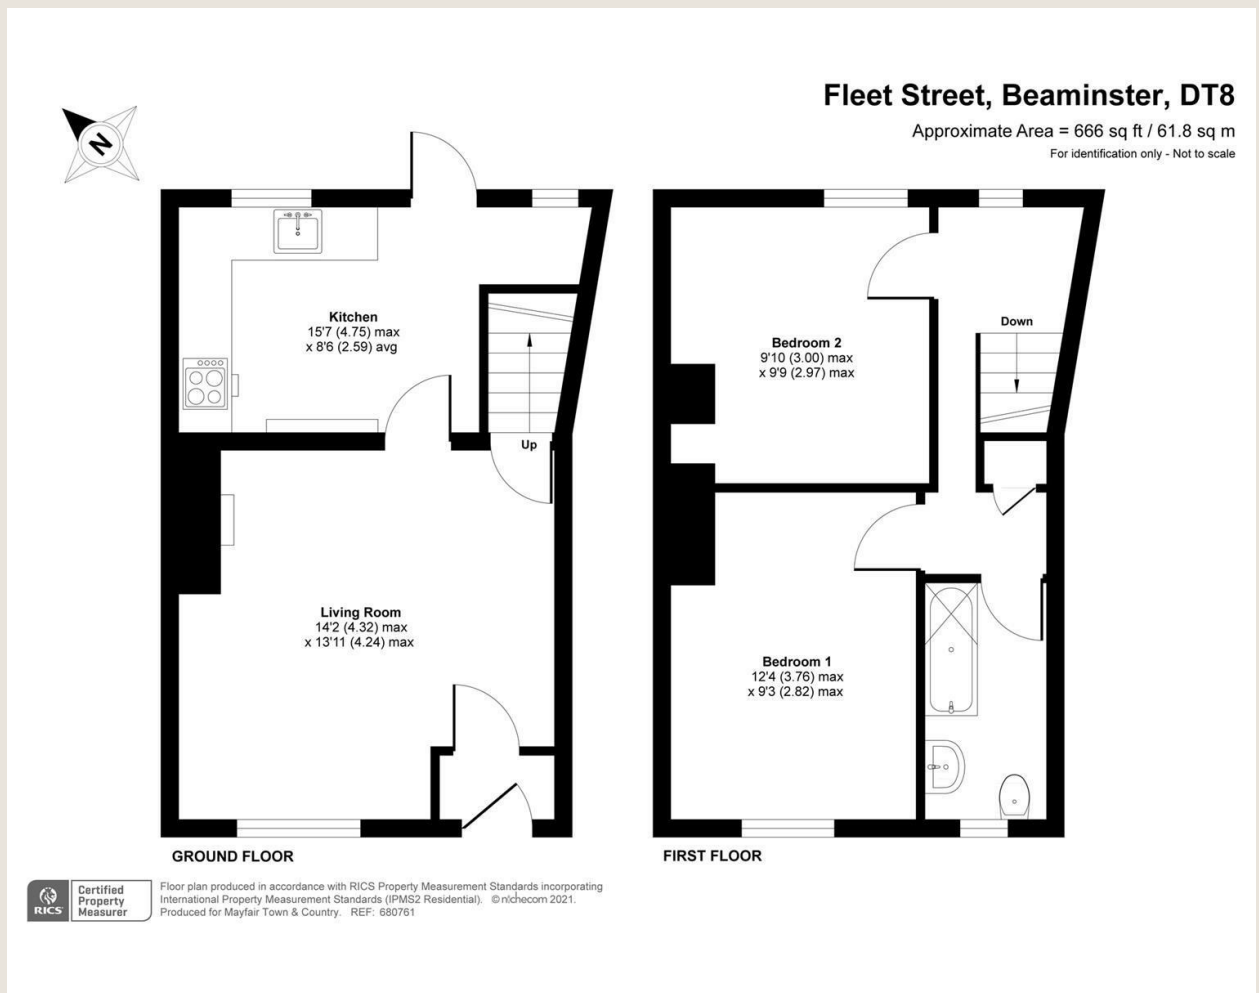 Fleet Street, Beaminster, DT8
Approximate Area = 666 sq ft / 61.8 sq m
For identification only - Not to scale
N
Kitchen
15'7 (4.75) max
x 8'6 (2.59) avg
Up
Living Room
14'2 (4.32) max
x 13'11 (4.24) max
GROUND FLOOR
Bedroom 2
9'10 (3.00) max
x 9'9 (2.97) max
Down
Bedroom 1
12'4 (3.76) max
x 9'3 (2.82) max
FIRST FLOOR
RICS
Certified
Property
Measurer
Floor plan produced in accordance with RICS Property Measurement Standards incorporating
International Property Measurement Standards (IPMS2 Residential). © nichecom 2021.
Produced for Mayfair Town & Country. REF: 680761